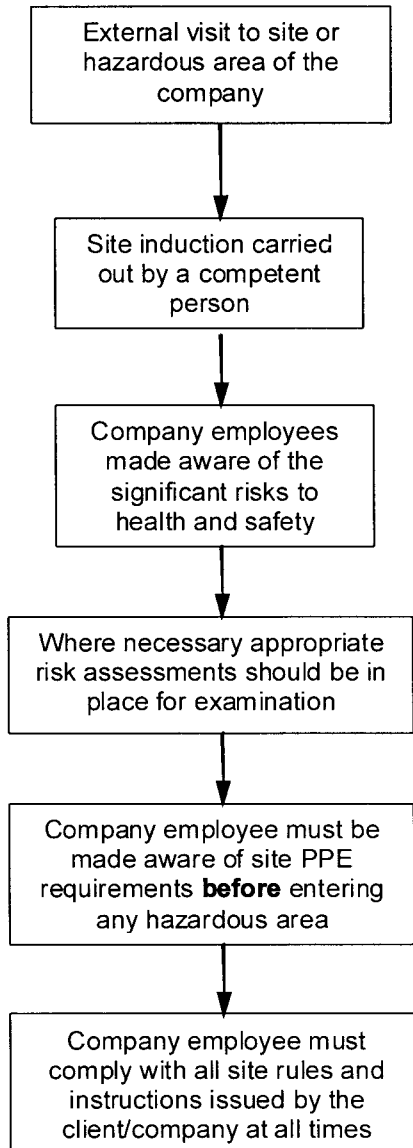 External visit to site or
hazardous area of the
company
Site induction carried
out by a competent
person
Company employees
made aware of the
significant risks to
health and safety
Where necessary appropriate
risk assessments should be in
place for examination
Company employee must be
made aware of site PPE
requirements before entering
any hazardous area
Company employee must
comply with all site rules and
instructions issued by the
client/company at all times